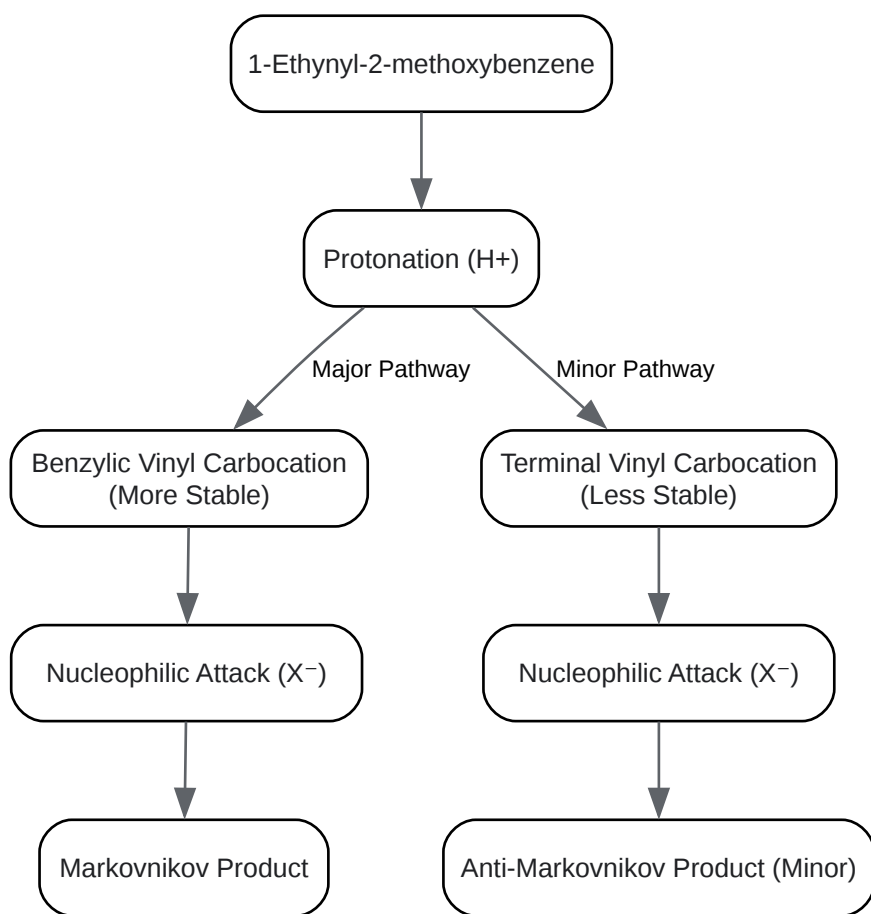 1-Ethynyl-2-methoxybenzene
Protonation (H+)
Major Pathway
Minor Pathway
Benzylic Vinyl Carbocation
(More Stable)
Terminal Vinyl Carbocation
(Less Stable)
Nucleophilic Attack (X⁻)
Nucleophilic Attack (X⁻)
Markovnikov Product
Anti-Markovnikov Product (Minor)